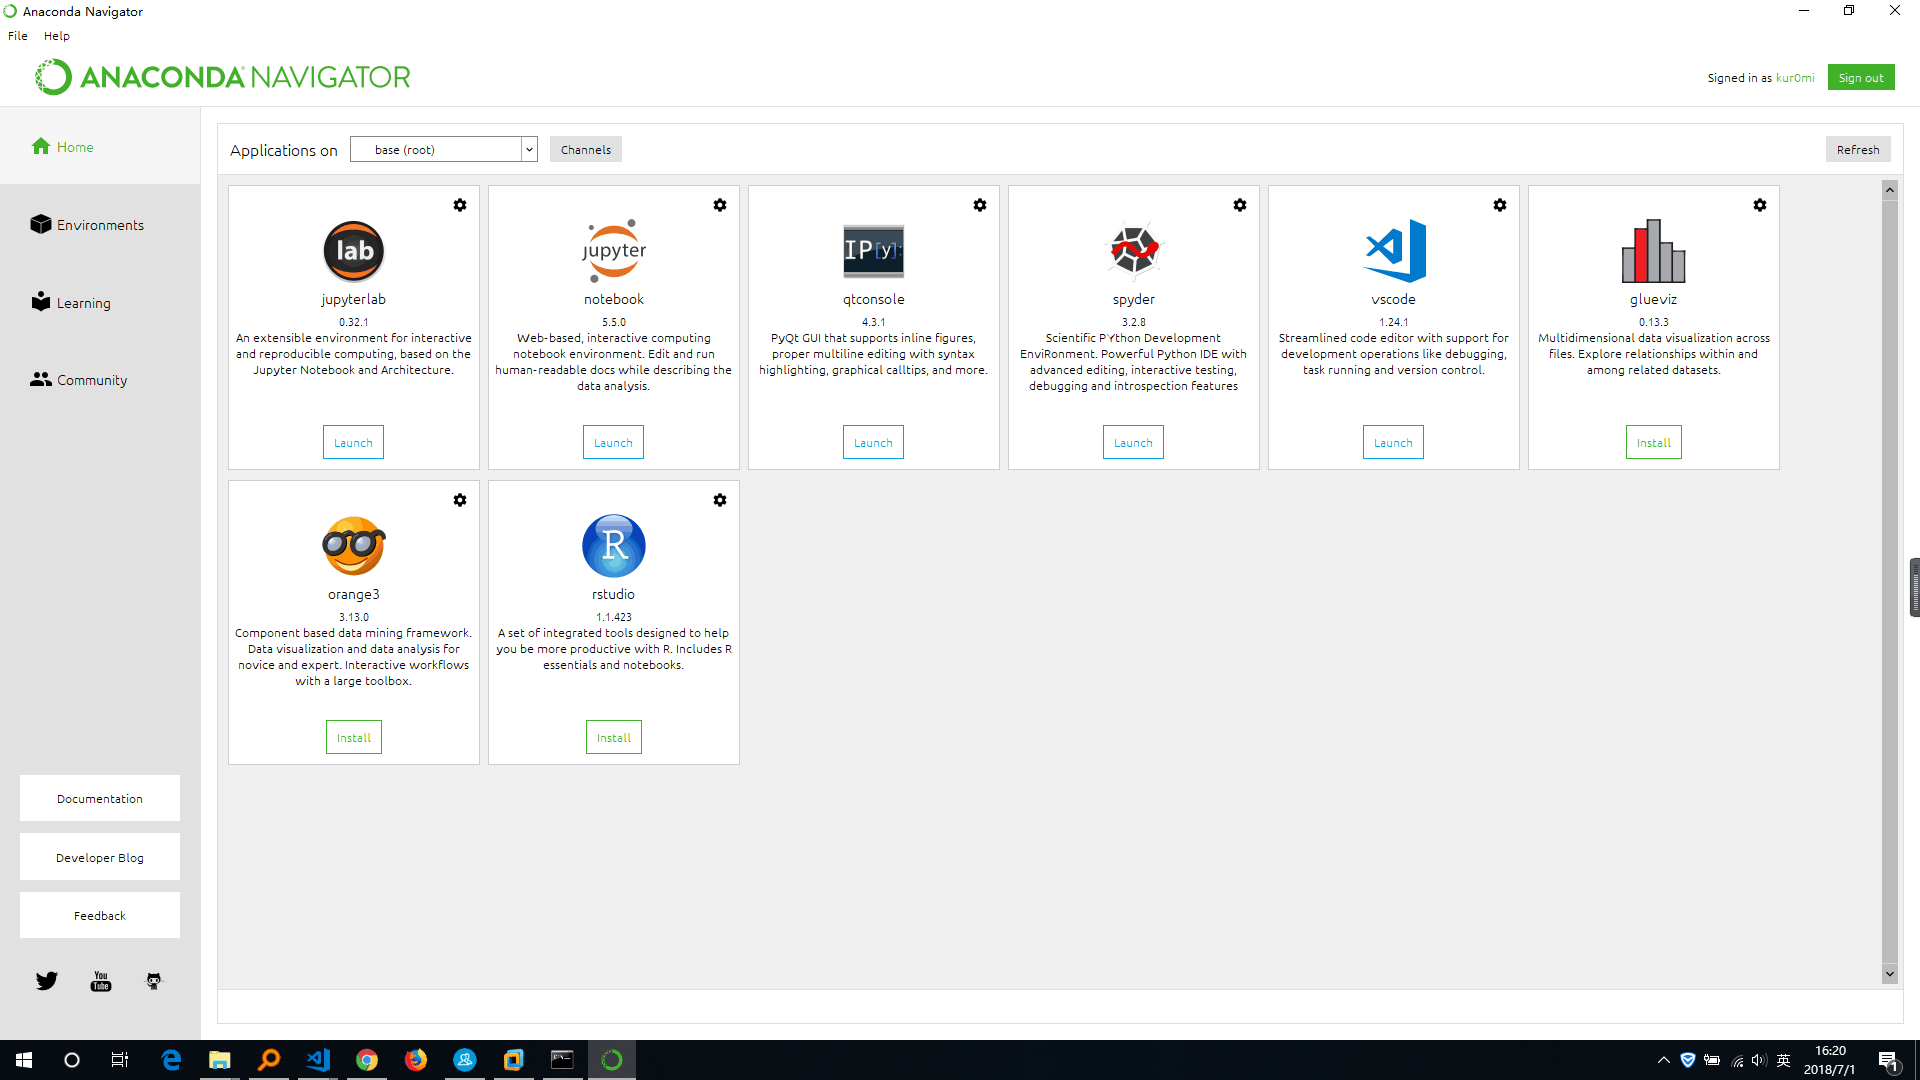 Anaconda Navigator
File Help
ANACONDA NAVIGATOR
Signed in as kur0mi Sign out
Home
Environments
Learning
Community
Documentation
Developer Blog
Feedback
You
Tube
Applications on base (root) Channels Refresh
lab
jupyterlab
0.32.1
An extensible environment for interactive
and reproducible computing, based on the
Jupyter Notebook and Architecture.
Launch
jupyter
notebook
5.5.0
Web-based, interactive computing
notebook environment. Edit and run
human-readable docs while describing the
data analysis.
Launch
IP[y]:
qtconsole
4.3.1
PyQt GUI that supports inline figures,
proper multiline editing with syntax
highlighting, graphical calltips, and more.
Launch
spyder
3.2.8
Scientific PYthon Development
EnviRonment. Powerful Python IDE with
advanced editing, interactive testing,
debugging and introspection features
Launch
vscode
1.24.1
Streamlined code editor with support for
development operations like debugging,
task running and version control.
Launch
glueviz
0.13.3
Multidimensional data visualization across
files. Explore relationships within and
among related datasets.
Install
orange3
3.13.0
Component based data mining framework.
Data visualization and data analysis for
novice and expert. Interactive workflows
with a large toolbox.
Install
R
rstudio
1.1.423
A set of integrated tools designed to help
you be more productive with R. Includes R
essentials and notebooks.
Install
英
16:20
2018/7/1
1